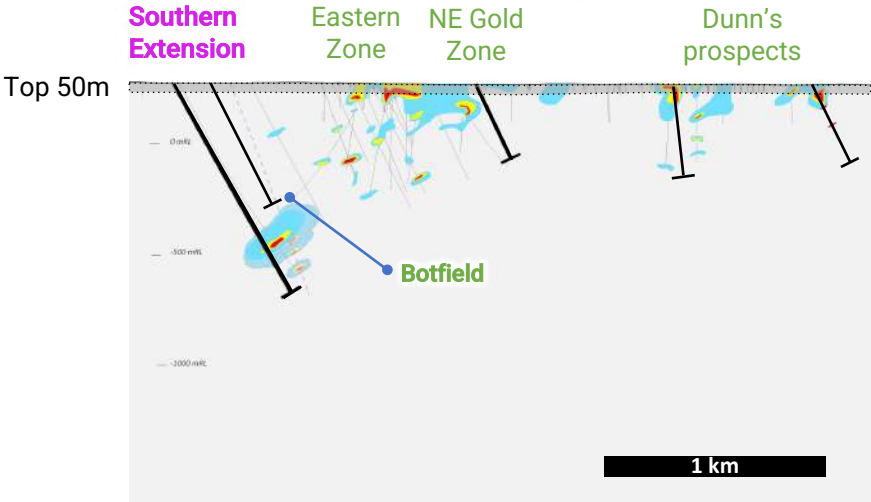 Southern
Extension
Eastern
Zone
NE Gold
Zone
Dunn’s
prospects
Top 50m
0 mRL
-500 mRL
Botfield
-1000 mRL
1 km